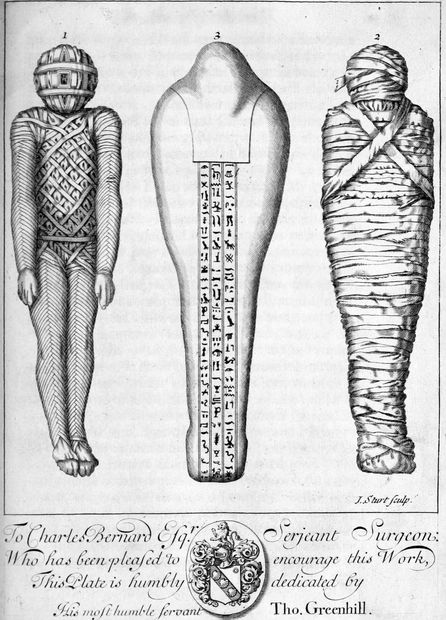 1 3 2
I. Sturt sculp.
To Charles Bernard Esqr. Serjeant Surgeon;
Who has been pleased to encourage this Work,
This Plate is humbly dedicated by
His most humble servant Tho. Greenhill.